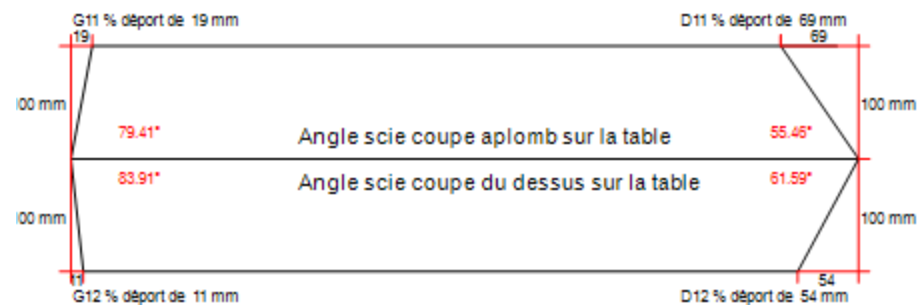 G11 % déport de 19 mm
D11 % déport de 69 mm
19
69
00 mm
100 mm
79.41°
Angle scie coupe aplomb sur la table
55.46°
83.91°
Angle scie coupe du dessus sur la table
61.59°
00 mm
100 mm
11
54
G12 % déport de 11 mm
D12 % déport de 54 mm